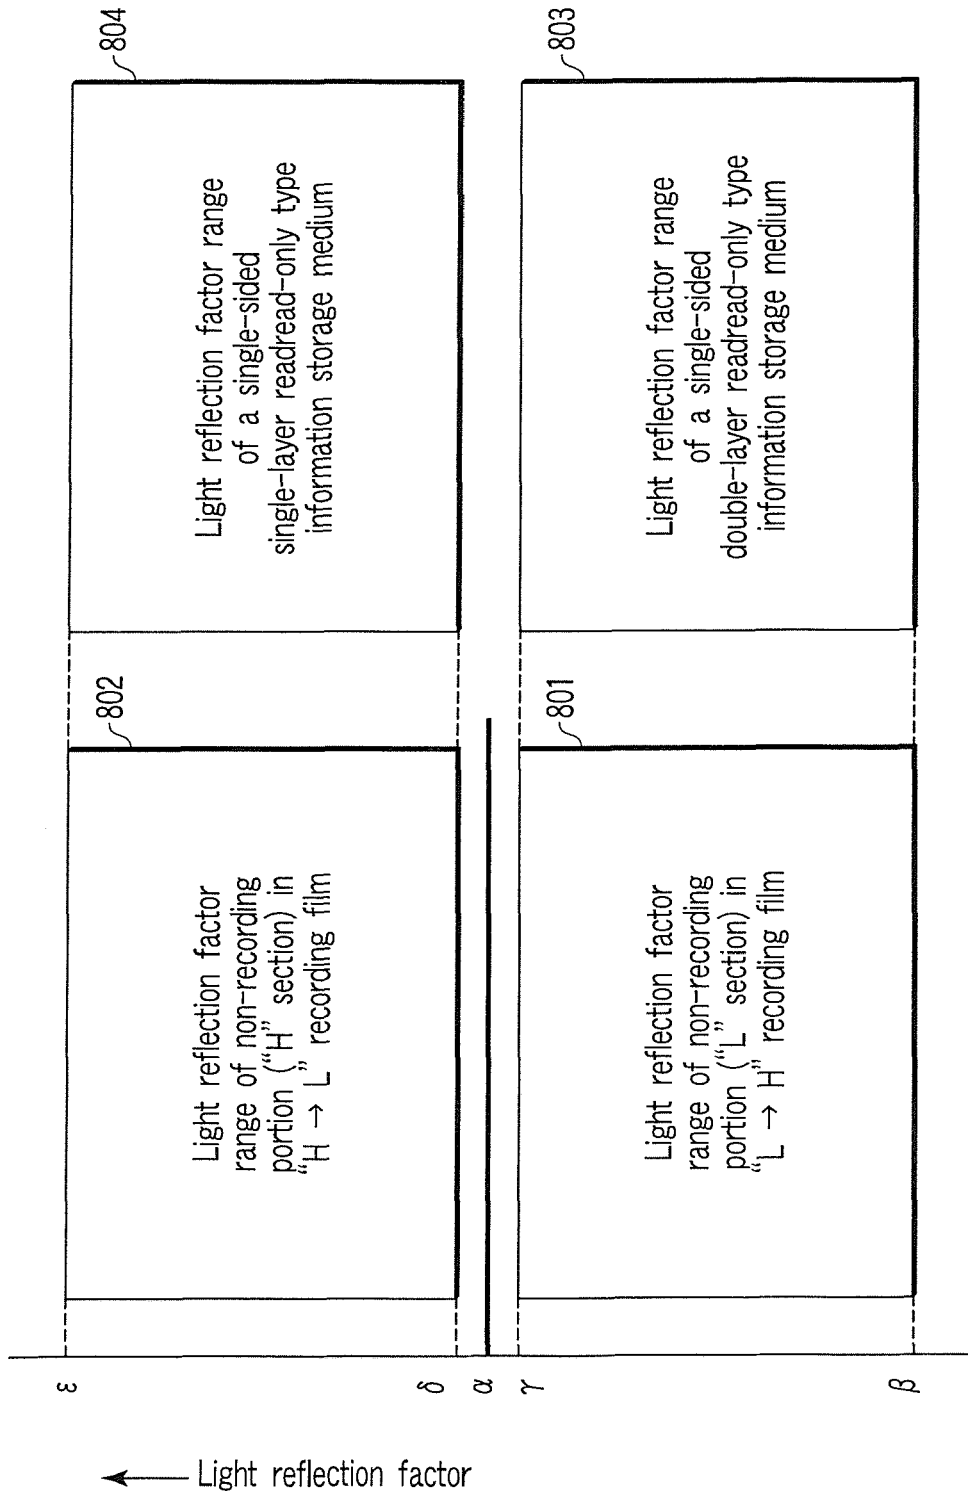 804
Light reflection factor range
of a single-sided
single-layer readread-only type
information storage medium
803
Light reflection factor range
of a single-sided
double-layer readread-only type
information storage medium
802
Light reflection factor
range of non-recording
portion (“H” section) in
“H → L” recording film
801
Light reflection factor
range of non-recording
portion (“L” section) in
“L → H” recording film
ε
δ
α
γ
β
Light reflection factor